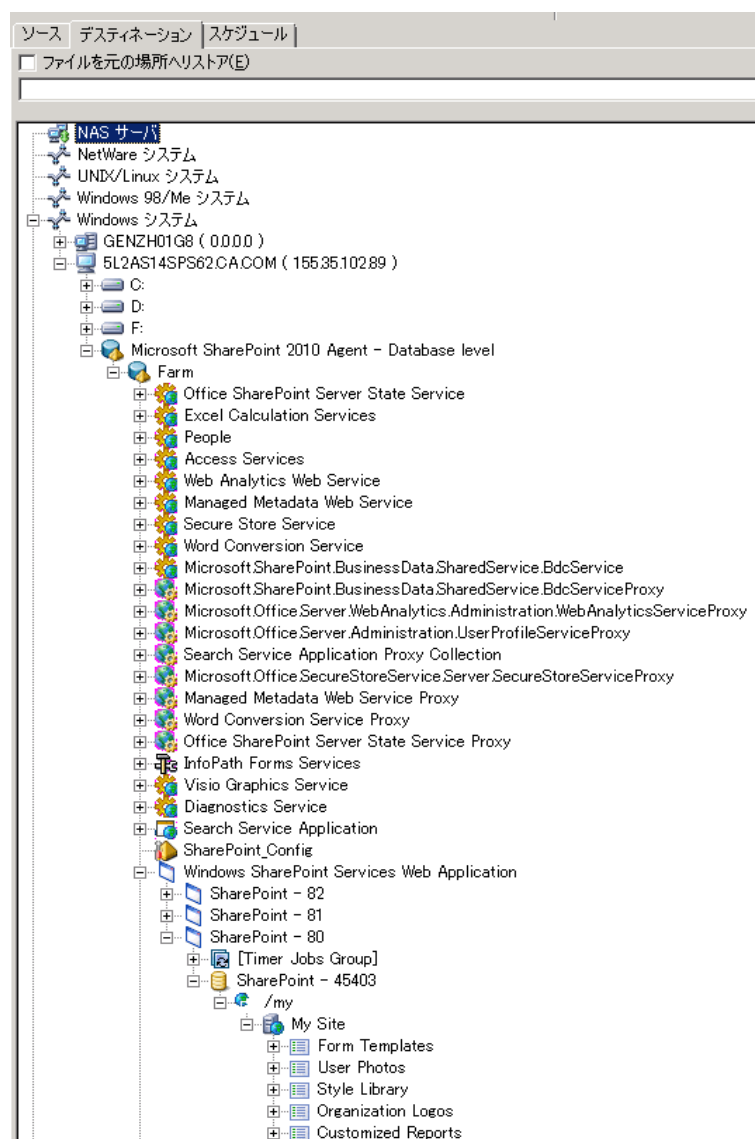 ソース デスティネーション スケジュール
ファイルを元の場所へリストア(E)
NAS サーバ
NetWare システム
UNIX/Linux システム
Windows 98/Me システム
Windows システム
GENZH01G8 ( 0.0.0.0 )
5L2AS14SPS62.CA.COM ( 155.35.102.89 )
C:
D:
F:
Microsoft SharePoint 2010 Agent - Database level
Farm
Office SharePoint Server State Service
Excel Calculation Services
People
Access Services
Web Analytics Web Service
Managed Metadata Web Service
Secure Store Service
Word Conversion Service
Microsoft.SharePoint.BusinessData.SharedService.BdcService
Microsoft.SharePoint.BusinessData.SharedService.BdcServiceProxy
Microsoft.Office.Server.WebAnalytics.Administration.WebAnalyticsServiceProxy
Microsoft.Office.Server.Administration.UserProfileServiceProxy
Search Service Application Proxy Collection
Microsoft.Office.SecureStoreService.Server.SecureStoreServiceProxy
Managed Metadata Web Service Proxy
Word Conversion Service Proxy
Office SharePoint Server State Service Proxy
InfoPath Forms Services
Visio Graphics Service
Diagnostics Service
Search Service Application
SharePoint_Config
Windows SharePoint Services Web Application
SharePoint - 82
SharePoint - 81
SharePoint - 80
[Timer Jobs Group]
SharePoint - 45403
/my
My Site
Form Templates
User Photos
Style Library
Organization Logos
Customized Reports